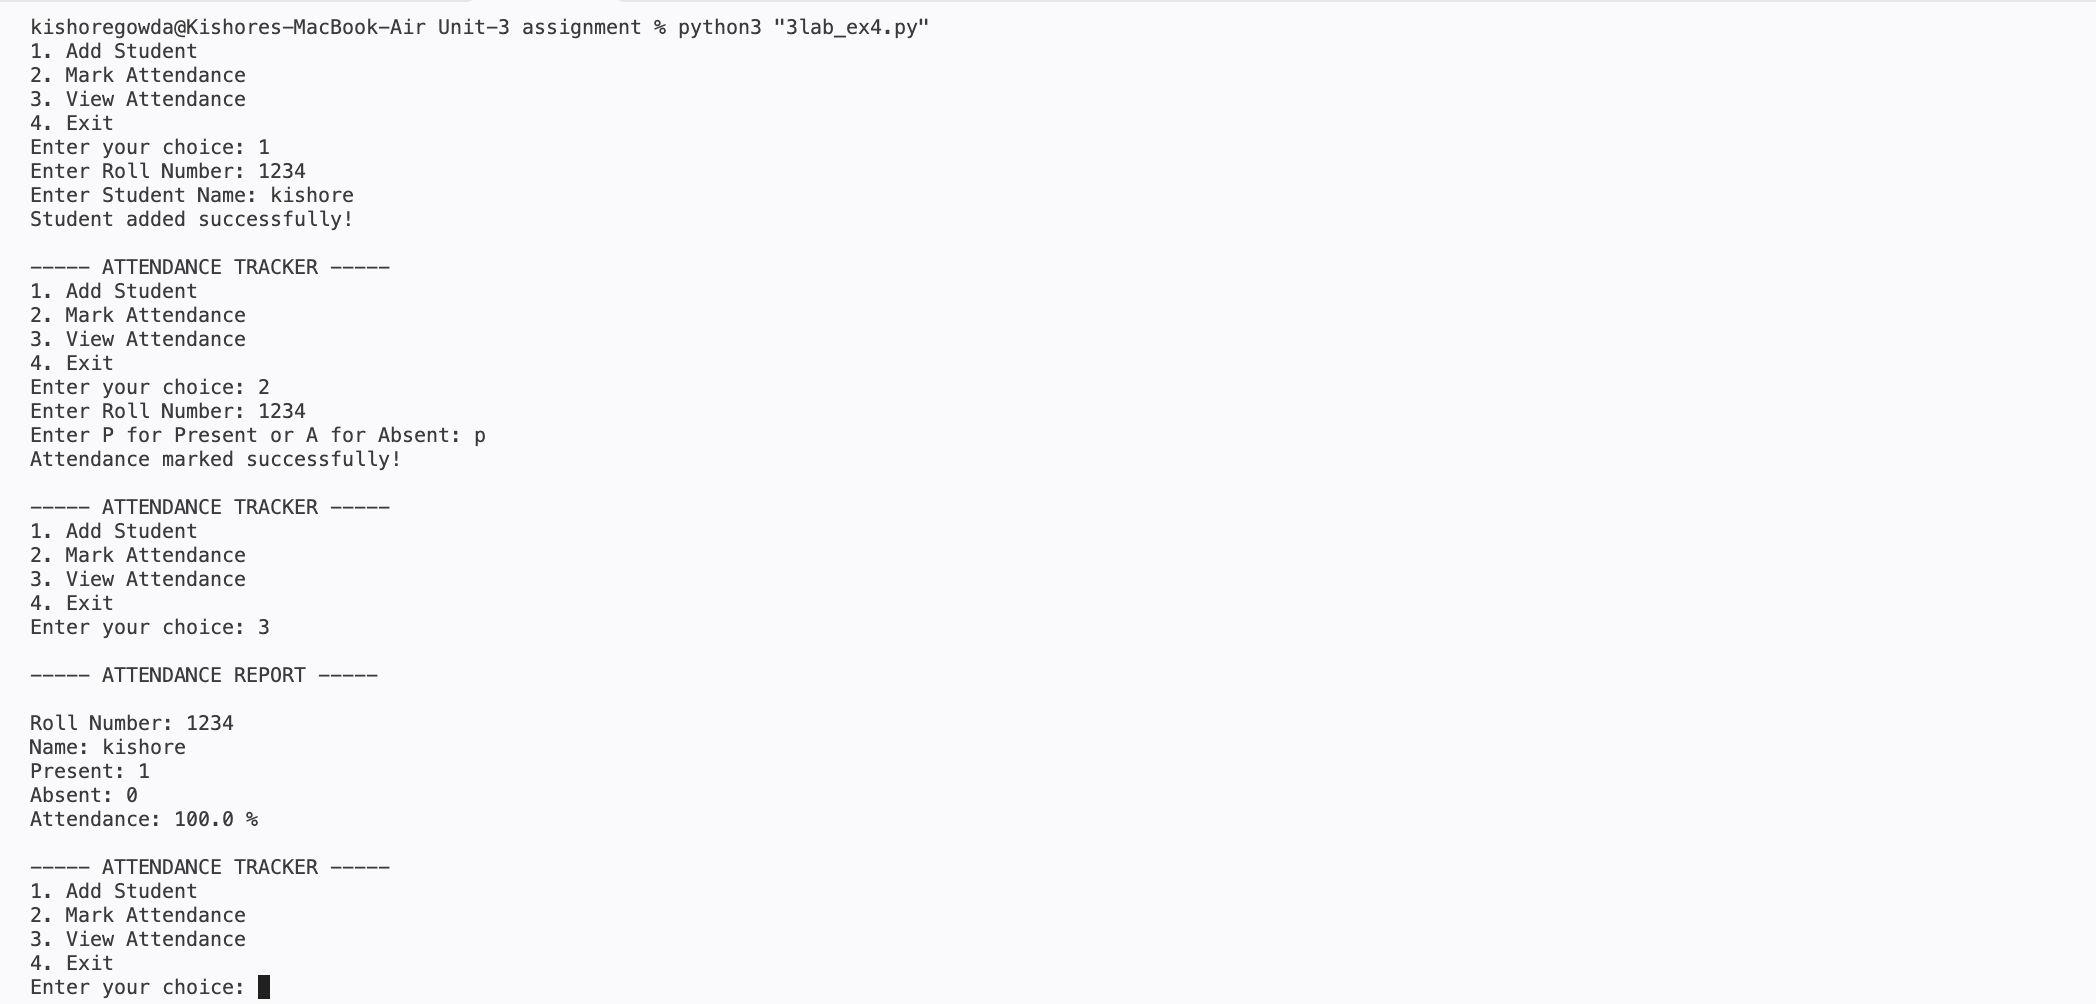 kishoregowda@Kishores-MacBook-Air Unit-3 assignment % python3 "3lab_ex4.py"
1. Add Student
2. Mark Attendance
3. View Attendance
4. Exit
Enter your choice: 1
Enter Roll Number: 1234
Enter Student Name: kishore
Student added successfully!

----- ATTENDANCE TRACKER -----
1. Add Student
2. Mark Attendance
3. View Attendance
4. Exit
Enter your choice: 2
Enter Roll Number: 1234
Enter P for Present or A for Absent: p
Attendance marked successfully!

----- ATTENDANCE TRACKER -----
1. Add Student
2. Mark Attendance
3. View Attendance
4. Exit
Enter your choice: 3

----- ATTENDANCE REPORT -----

Roll Number: 1234
Name: kishore
Present: 1
Absent: 0
Attendance: 100.0 %

----- ATTENDANCE TRACKER -----
1. Add Student
2. Mark Attendance
3. View Attendance
4. Exit
Enter your choice: